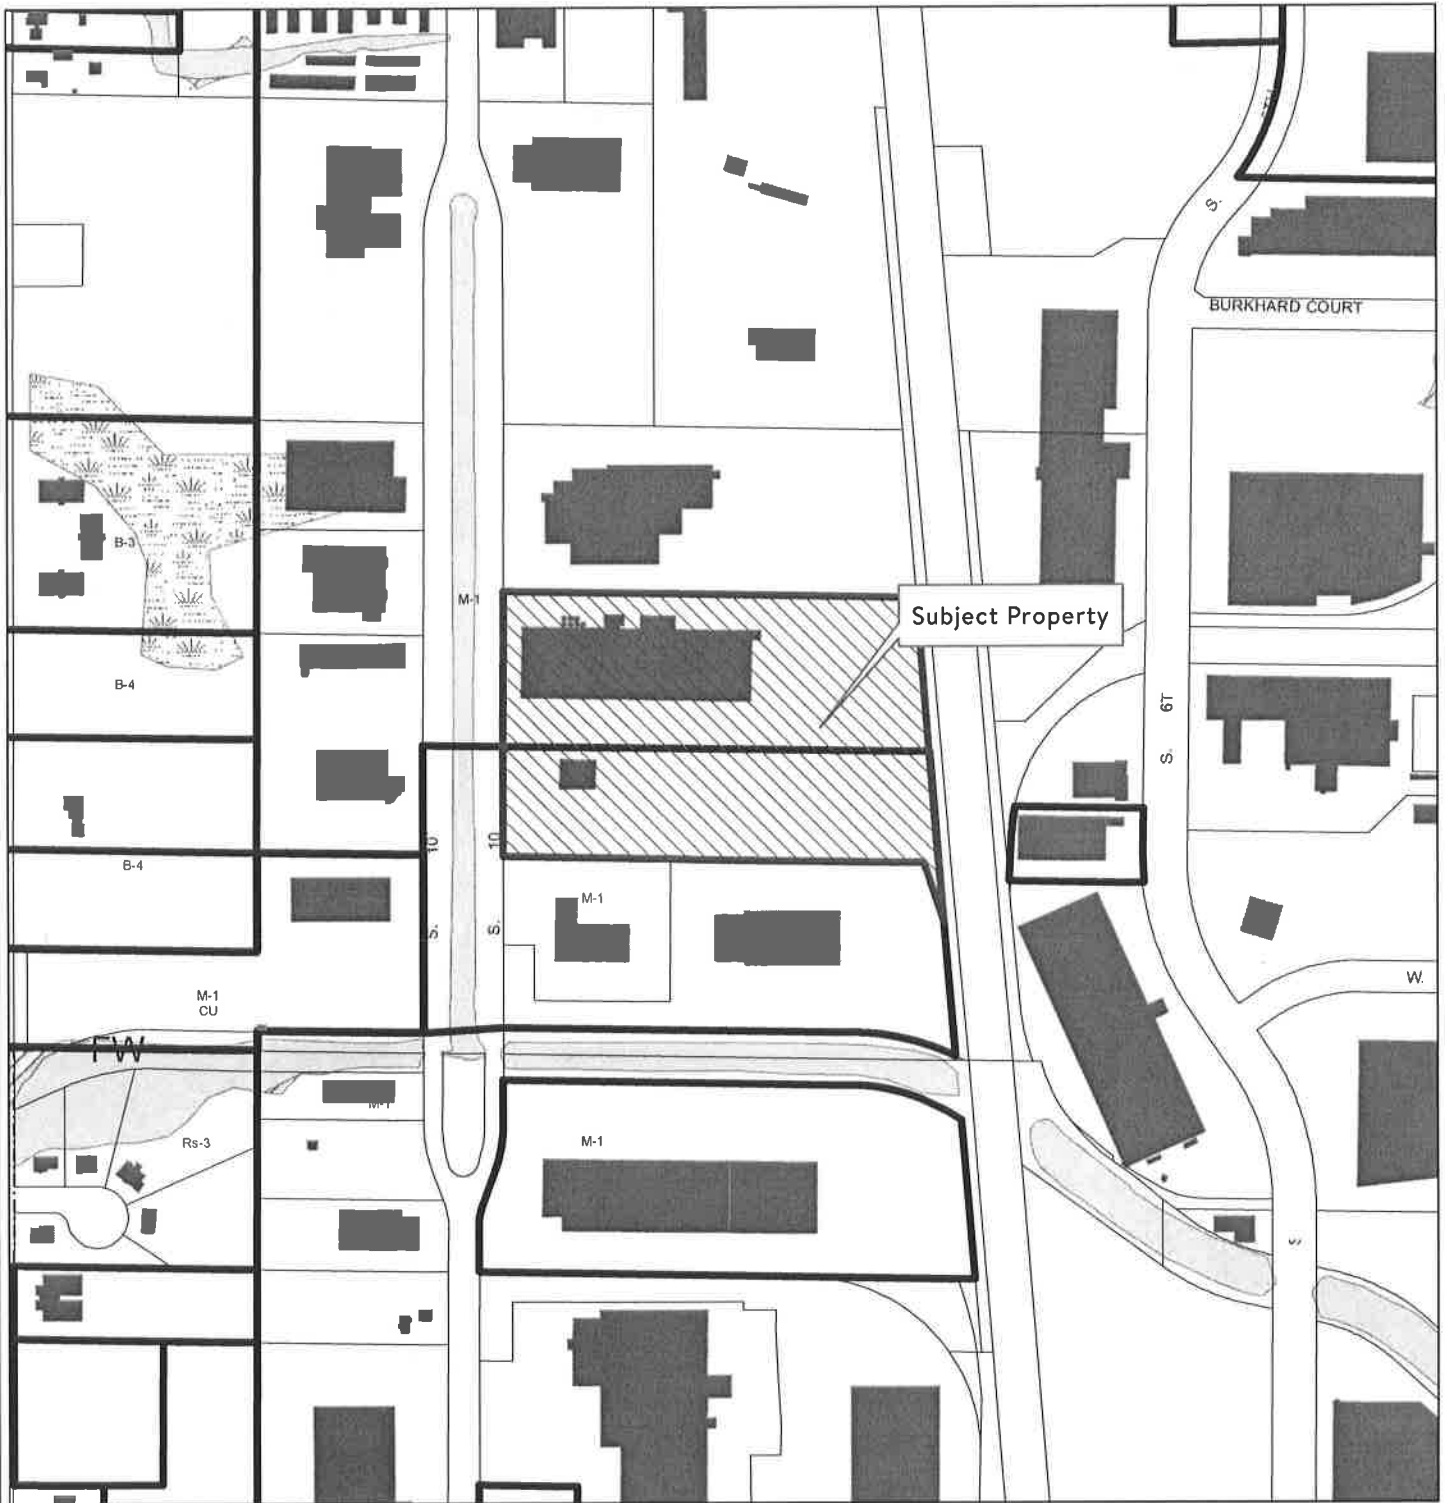 S.
BURKHARD COURT
B-3
M-1
Subject Property
B-4
S. 6T
S. 10
S. 10
B-4
M-1
M-1
CU
W.
FW
M-1
Rs-3
M-1
S